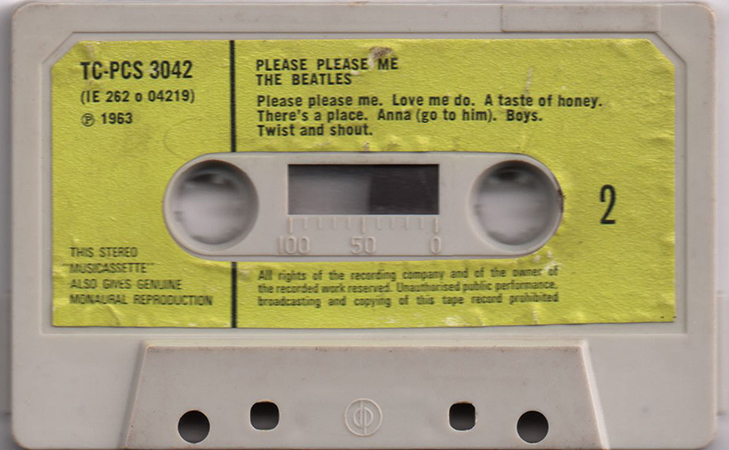 TC-PCS 3042
(IE 262 o 04219)
℗ 1963
PLEASE PLEASE ME
THE BEATLES
Please please me. Love me do. A taste of honey.
There's a place. Anna (go to him). Boys.
Twist and shout.
2
100 50 0
THIS STEREO
"MUSICASSETTE"
ALSO GIVES GENUINE
MONAURAL REPRODUCTION
All rights of the recording company and of the owner of
the recorded work reserved. Unauthorised public performance,
broadcasting and copying of this tape record prohibited